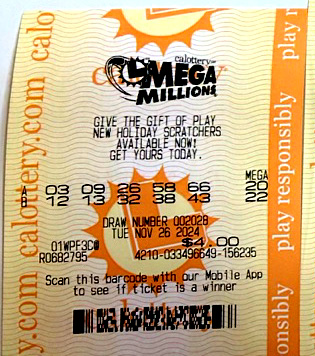 calottery
MEGA
MILLIONS
GIVE THE GIFT OF PLAY
NEW HOLIDAY SCRATCHERS
AVAILABLE NOW!
GET YOURS TODAY.
MEGA
A 03 09 26 58 66 20
B 12 13 32 38 43 22
DRAW NUMBER 002028
TUE NOV 26 2024
$4.00
R0682795 4210-033496649-156235
Scan this barcode with our Mobile App
to see if ticket is a winner
calottery.com
play responsibly